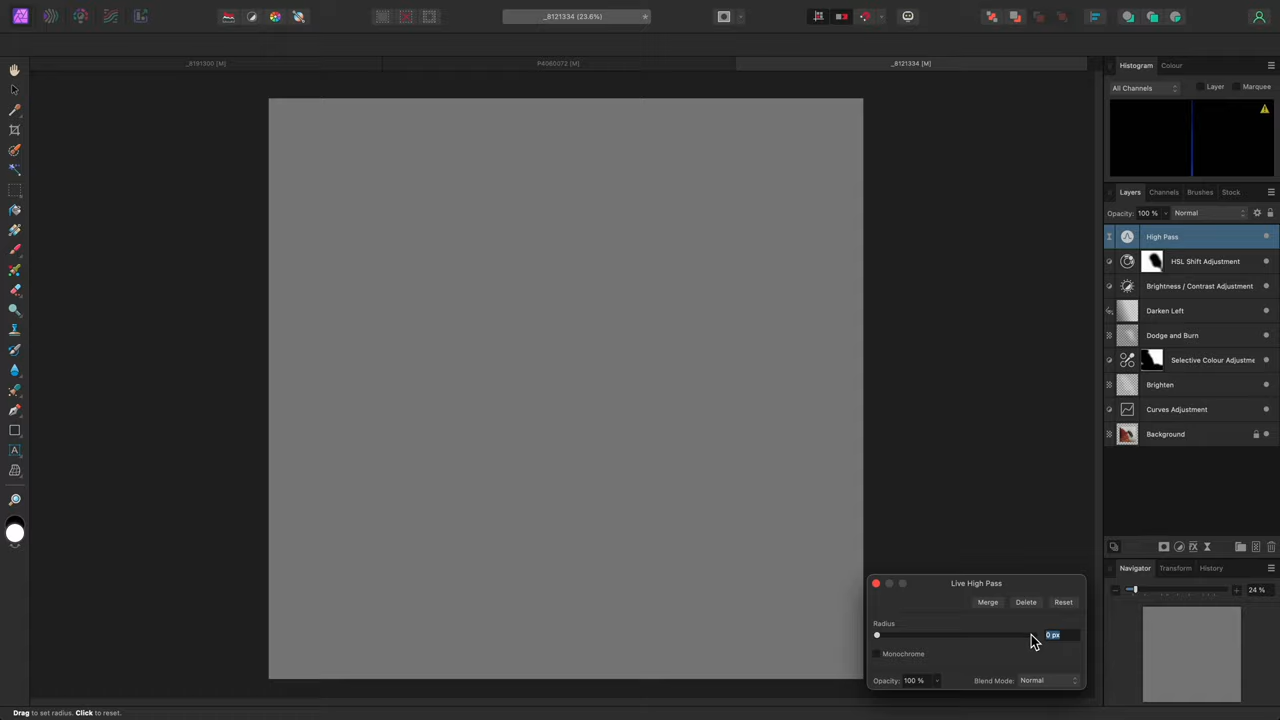 _8121334 (23.6%)
_8191300 [M]
P4060072 [M]
_8121334 [M]
Histogram
Colour
All Channels
Layer
Marquee
Layers
Channels
Brushes
Stock
Opacity:
100 %
Normal
High Pass
HSL Shift Adjustment
Brightness / Contrast Adjustment
Darken Left
Dodge and Burn
Selective Colour Adjustme
Brighten
Curves Adjustment
Background
Navigator
Transform
History
24 %
Live High Pass
Merge
Delete
Reset
Radius
0 px
Monochrome
Opacity:
100 %
Blend Mode:
Normal
Drag to set radius. Click to reset.